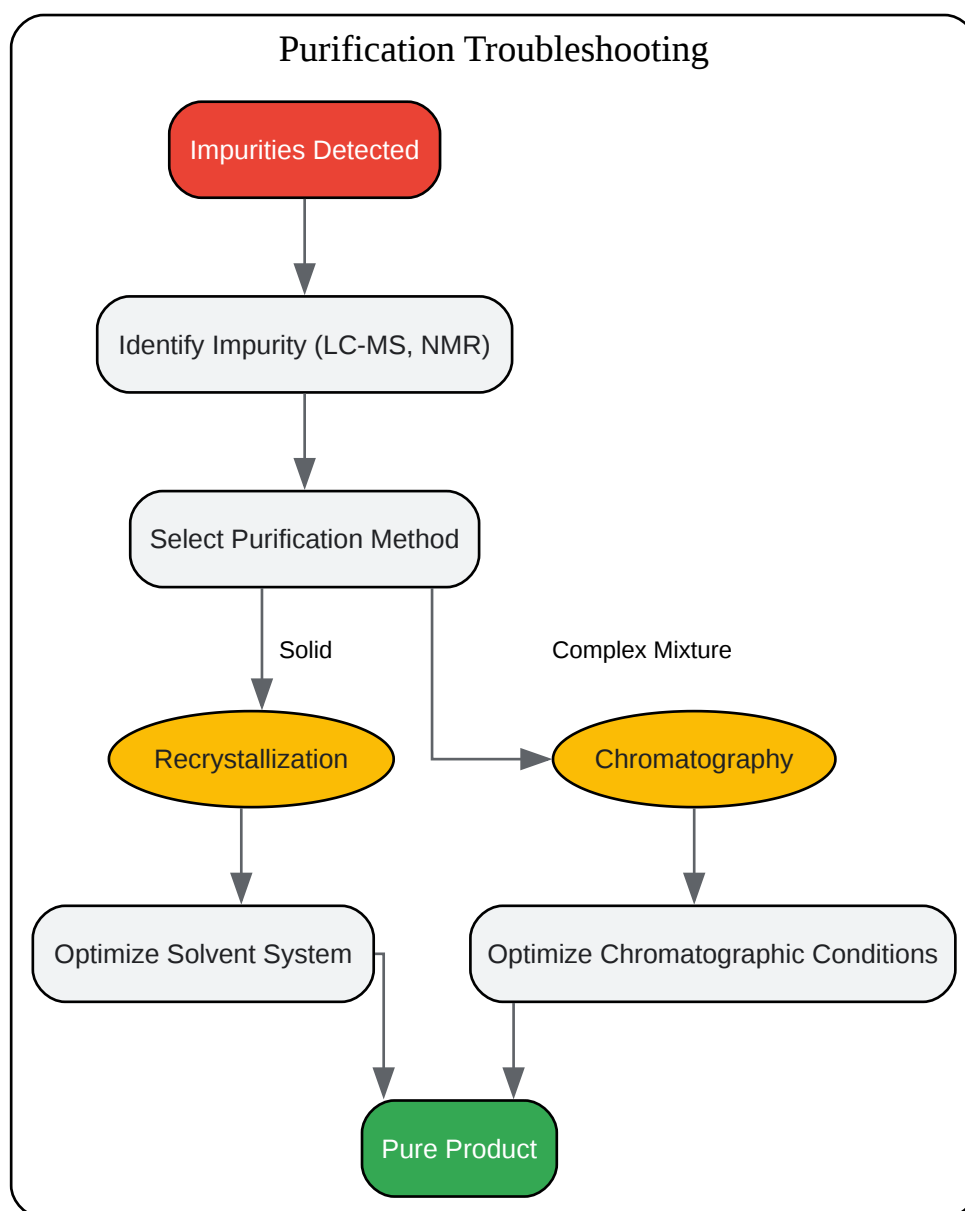 Purification Troubleshooting
Impurities Detected
Identify Impurity (LC-MS, NMR)
Select Purification Method
Solid
Complex Mixture
Recrystallization
Chromatography
Optimize Solvent System
Optimize Chromatographic Conditions
Pure Product